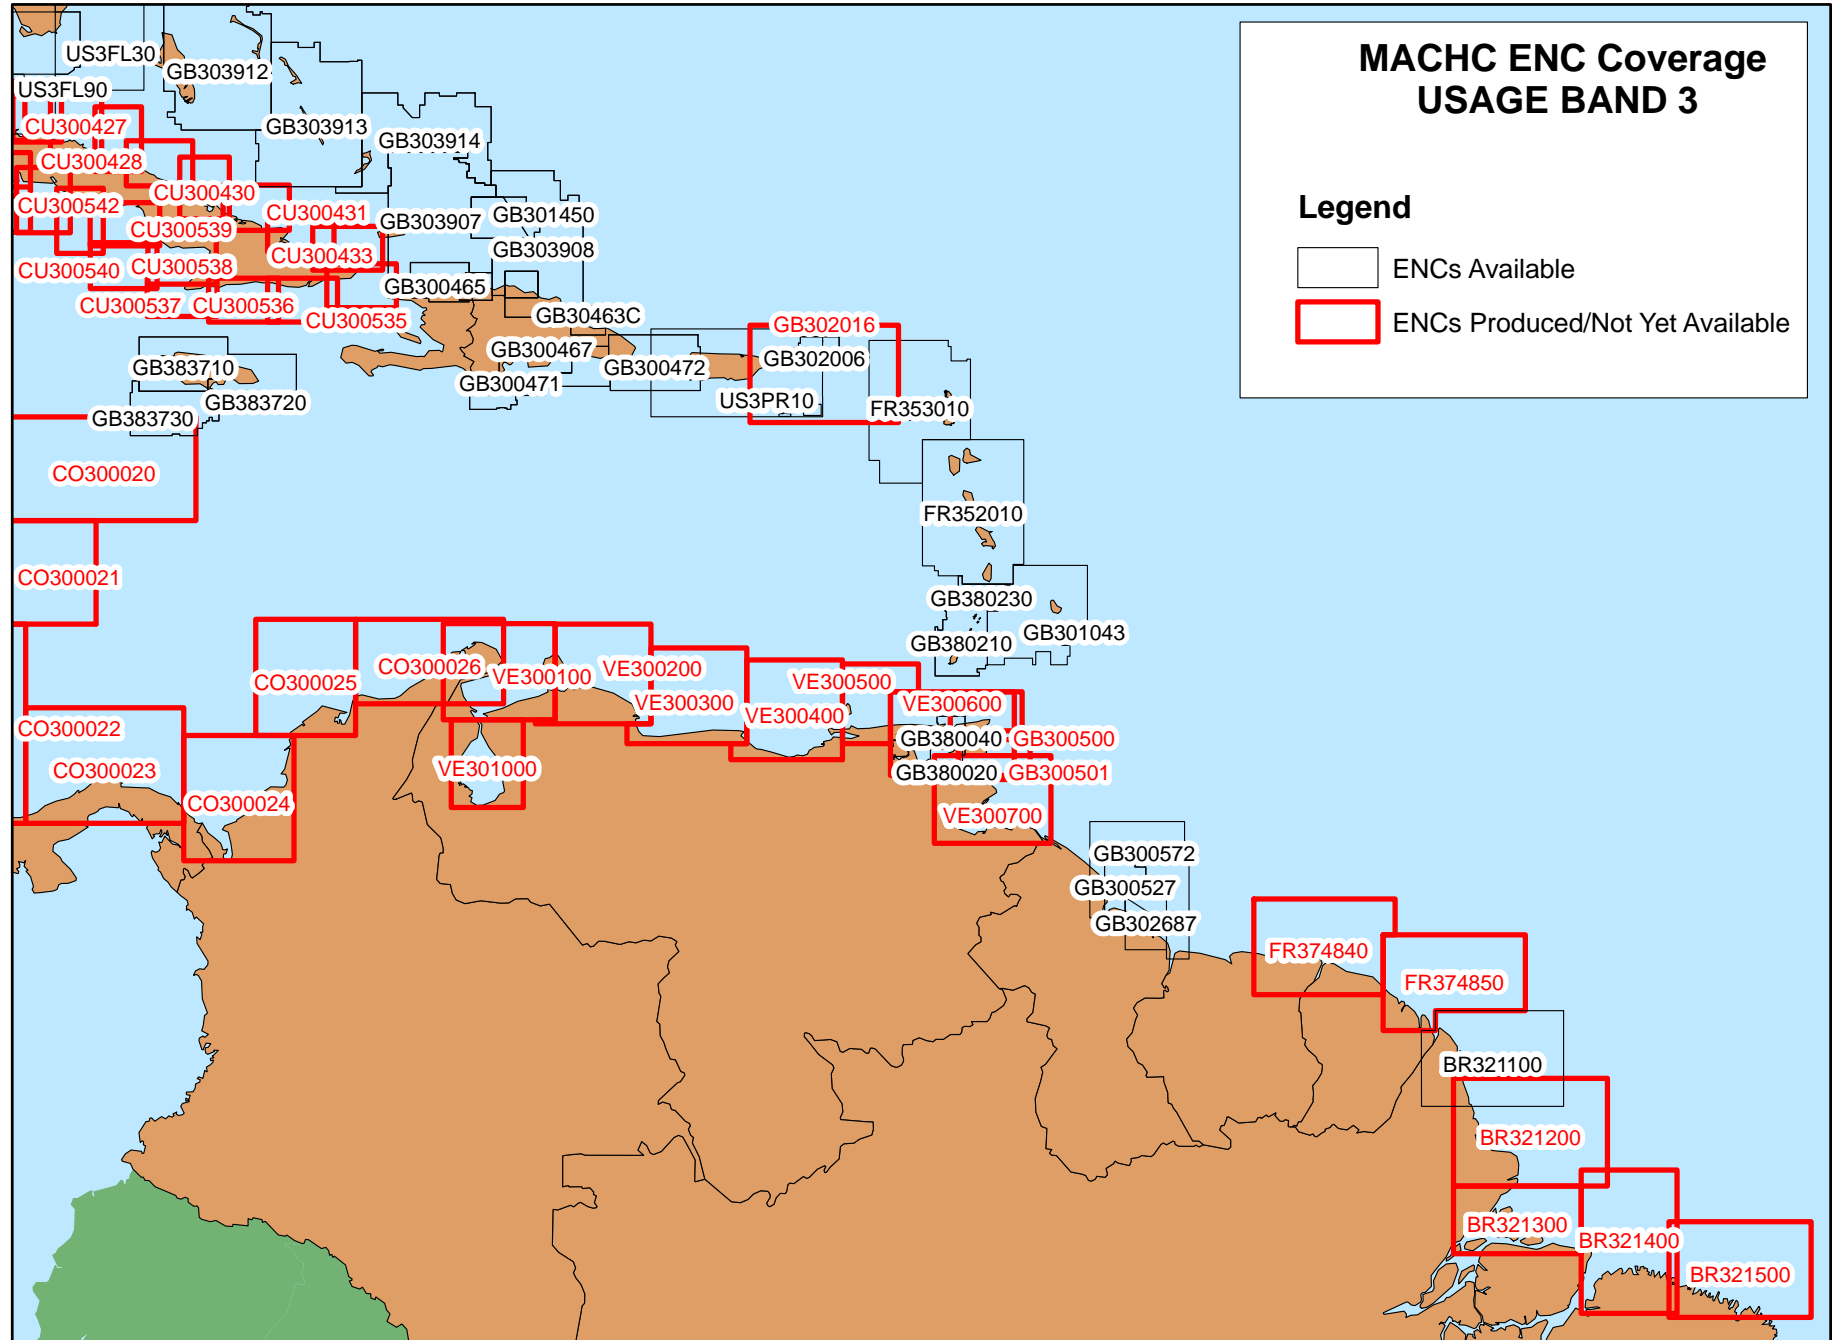 MACHC ENC Coverage
USAGE BAND 3
Legend
ENCs Available
ENCs Produced/Not Yet Available
US3FL30
GB303912
US3FL90
CU300427
GB303913
GB303914
CU300428
CU300430
CU300542
CU300431
GB303907
GB301450
CU300539
GB303908
CU300433
CU300540
CU300538
GB300465
CU300537
CU300536
CU300535
GB30463C
GB302016
GB300467
GB302006
GB383710
GB300472
GB300471
GB383720
US3PR10
FR353010
GB383730
CO300020
FR352010
CO300021
GB380230
GB301043
GB380210
CO300026
VE300100
VE300200
CO300025
VE300500
VE300300
VE300600
VE300400
CO300022
GB380040
GB300500
CO300023
VE301000
GB380020
GB300501
CO300024
VE300700
GB300572
GB300527
GB302687
FR374840
FR374850
BR321100
BR321200
BR321300
BR321400
BR321500